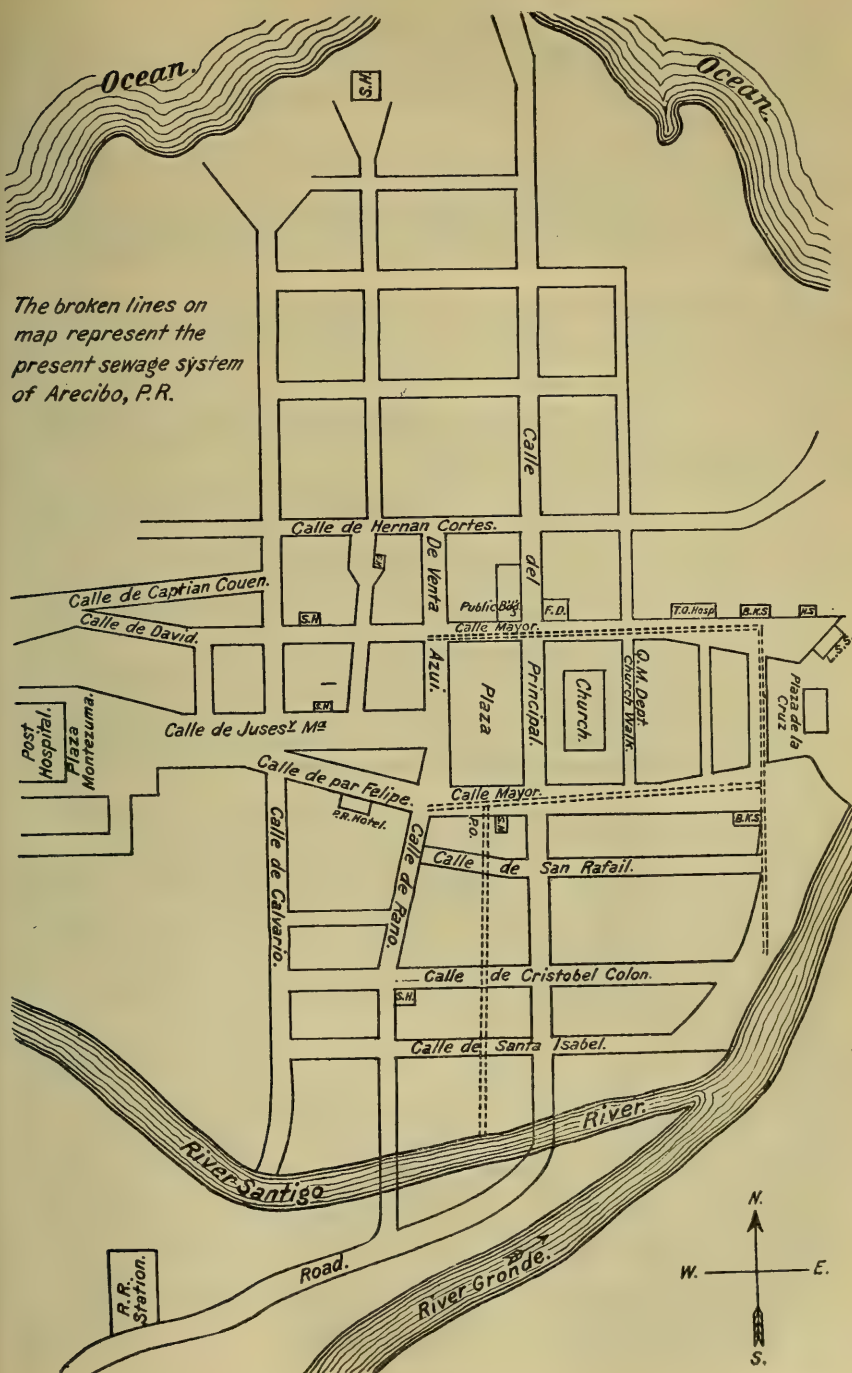 Ocean.
S.H.
Ocean.
The broken lines on
map represent the
present sewage system
of Arecibo, P.R.
Calle
Calle de Hernan Cortes.
De Venta
del
Calle de Captian Couen.
Public Bdg's
F.D.
T.Q.Hosp
B.K.S
H.S
L.S.S.
Calle de David.
S.H.
Calle Mayor.
Azui.
Plaza
Principal.
Church.
Q.M. Dept
Church Walk.
Plaza de la
Cruz
Post
Hospital.
Plaza
Montezuma.
S.H.
Calle de Jusesy Ma
Calle de par Felipe.
P.R. Hotel.
Calle Mayor.
P.O.
S.H.
B.K.S.
Calle de San Rafail.
Calle de Calvario.
Calle de Rano.
Calle de Cristobel Colon.
S.H.
Calle de Santa Isabel.
River Santigo
River.
River Gronde.
Road.
R.R.
Station.
N.
W.
E.
S.